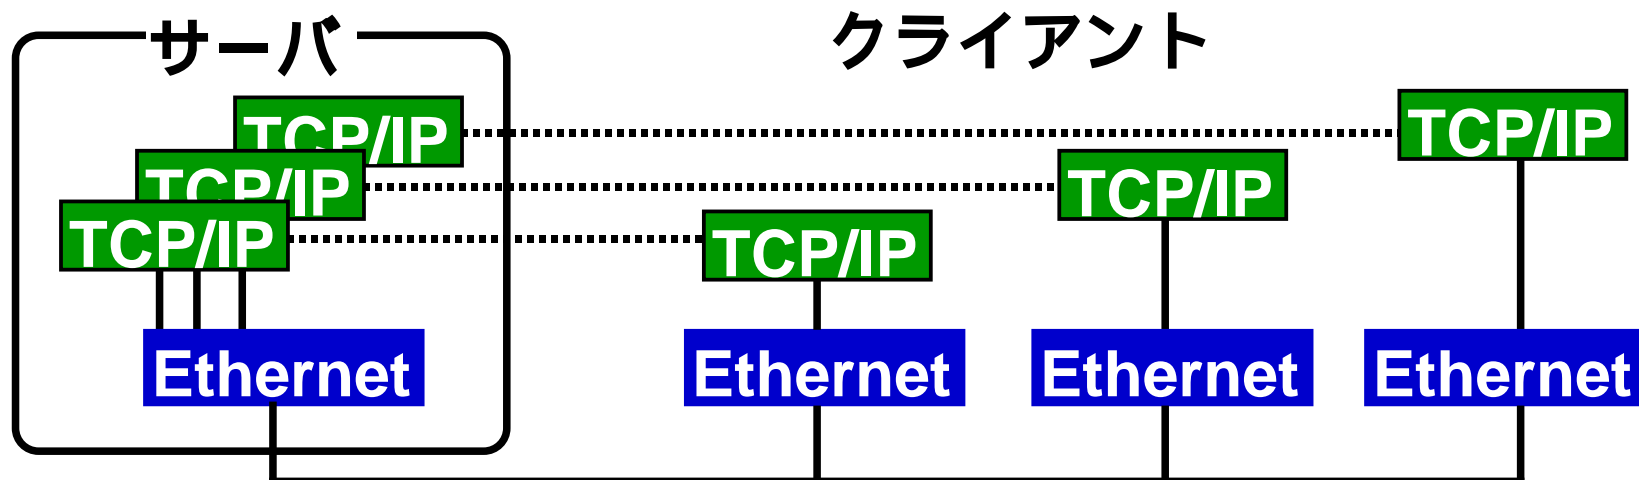 サーバ
クライアント
TCP/IP
TCP/IP
TCP/IP
TCP/IP
TCP/IP
TCP/IP
Ethernet
Ethernet
Ethernet
Ethernet